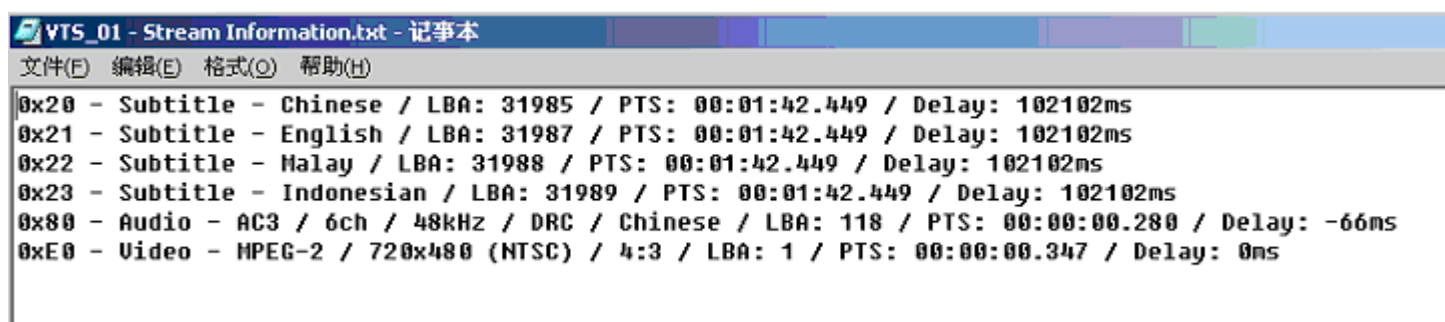 VTS_01 - Stream Information.txt - 记事本
文件(F) 编辑(E) 格式(O) 帮助(H)
0x20 - Subtitle - Chinese / LBA: 31985 / PTS: 00:01:42.449 / Delay: 102102ms
0x21 - Subtitle - English / LBA: 31987 / PTS: 00:01:42.449 / Delay: 102102ms
0x22 - Subtitle - Malay / LBA: 31988 / PTS: 00:01:42.449 / Delay: 102102ms
0x23 - Subtitle - Indonesian / LBA: 31989 / PTS: 00:01:42.449 / Delay: 102102ms
0x80 - Audio - AC3 / 6ch / 48kHz / DRC / Chinese / LBA: 118 / PTS: 00:00:00.280 / Delay: -66ms
0xE0 - Video - MPEG-2 / 720x480 (NTSC) / 4:3 / LBA: 1 / PTS: 00:00:00.347 / Delay: 0ms